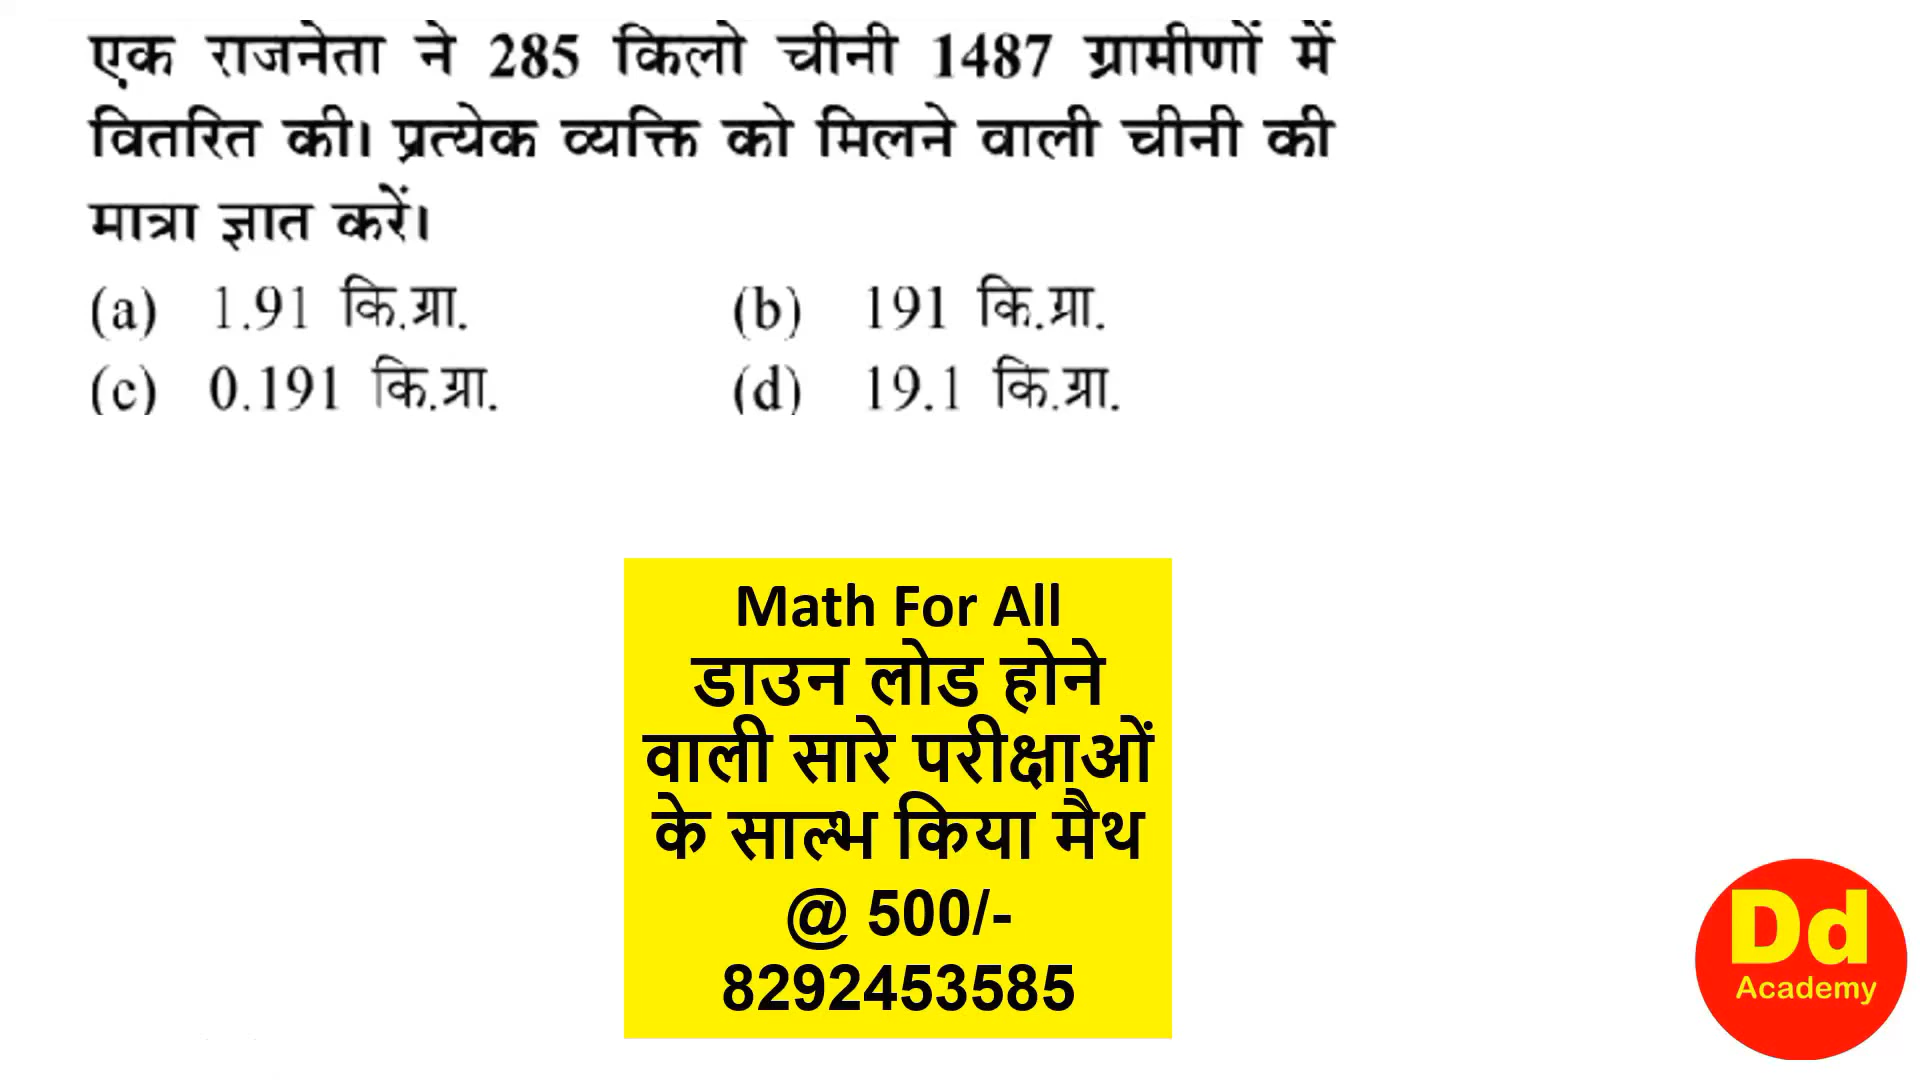 एक राजनेता ने 285 किलो चीनी 1487 ग्रामीणों में
वितरित की। प्रत्येक व्यक्ति को मिलने वाली चीनी की
मात्रा ज्ञात करें।
(a) 1.91 कि.ग्रा. (b) 191 कि.ग्रा.
(c) 0.191 कि.ग्रा. (d) 19.1 कि.ग्रा.
Math For All
डाउन लोड होने
वाली सारे परीक्षाओं
के साल्भ किया मैथ
@ 500/-
8292453585
Dd
Academy